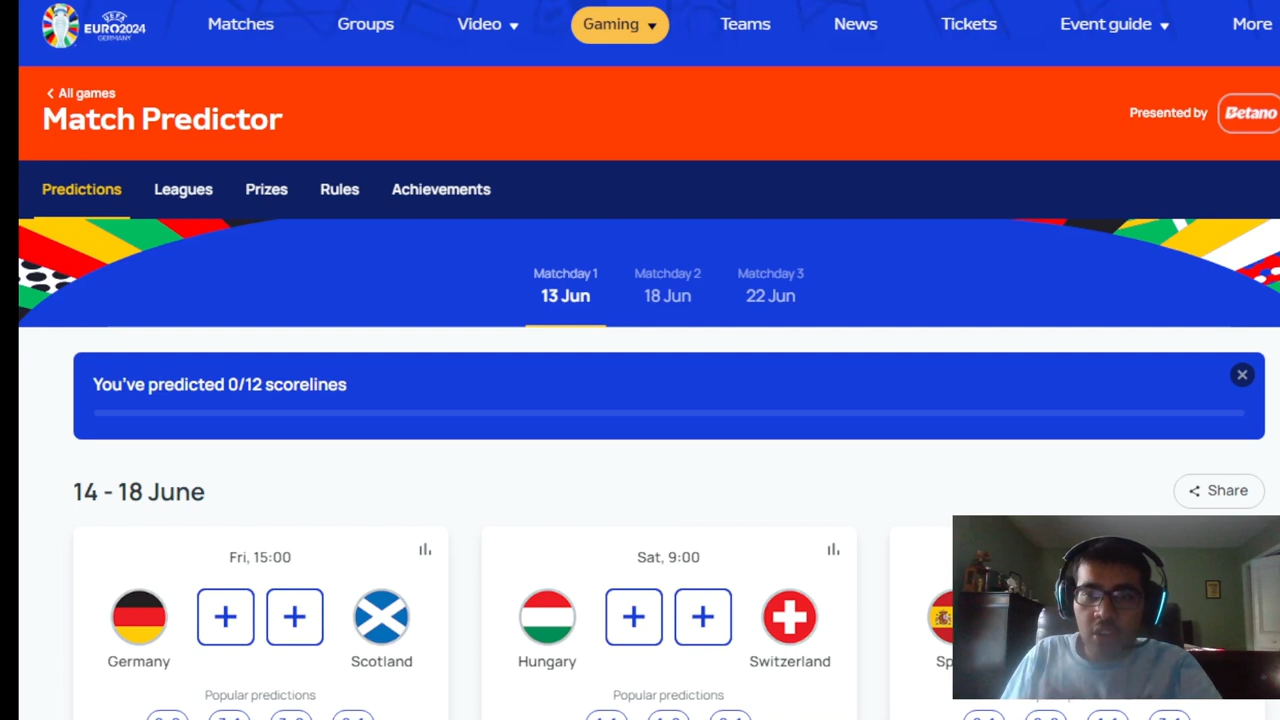 UEFA
EURO2024
GERMANY
Matches
Groups
Video
Gaming
Teams
News
Tickets
Event guide
More
All games
Match Predictor
Presented by
Betano
Predictions
Leagues
Prizes
Rules
Achievements
Matchday 1
13 Jun
Matchday 2
18 Jun
Matchday 3
22 Jun
You've predicted 0/12 scorelines
14 - 18 June
Share
Fri, 15:00
Germany
Scotland
Popular predictions
Sat, 9:00
Hungary
Switzerland
Popular predictions